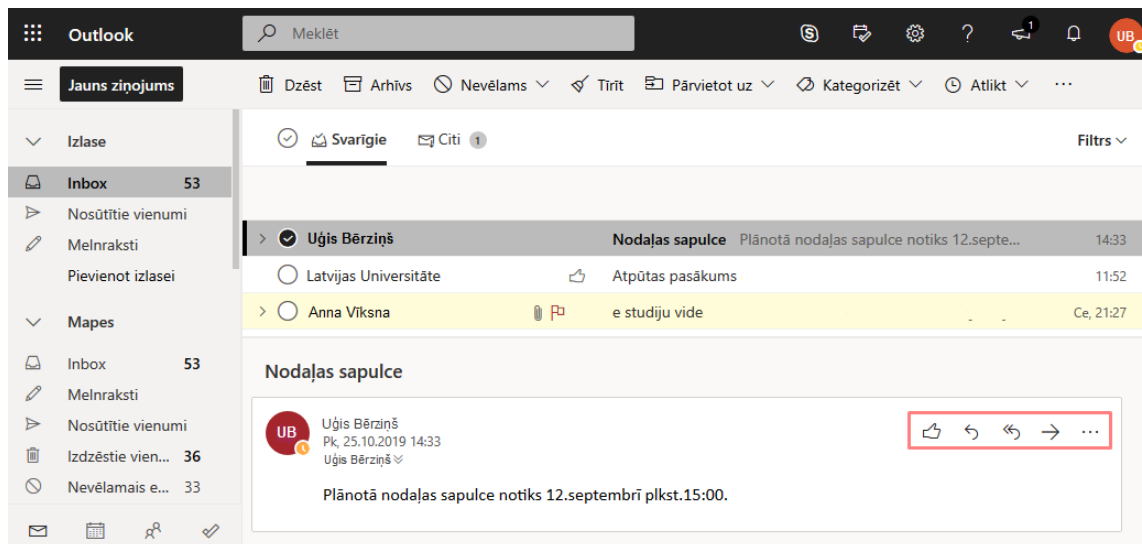 Outlook
Meklēt
1
UB
Jauns ziņojums
Dzēst Arhīvs Nevēlams Tīrīt Pārvietot uz Kategorizēt Atlikt ...
Izlase
Svarīgie Citi 1
Filtrs
Inbox 53
Nosūtītie vienumi
Melnraksti
Uģis Bērziņš Nodaļas sapulce Plānotā nodaļas sapulce notiks 12.septe... 14:33
Pievienot izlasei
Latvijas Universitāte Atpūtas pasākums 11:52
Anna Vīksna e studiju vide Ce, 21:27
Mapes
Inbox 53
Nodaļas sapulce
Melnraksti
Nosūtītie vienumi
Izdzēstie vien... 36
Nevēlamais e... 33
UB
Uģis Bērziņš
Pk, 25.10.2019 14:33
Uģis Bērziņš
Plānotā nodaļas sapulce notiks 12.septembrī plkst.15:00.